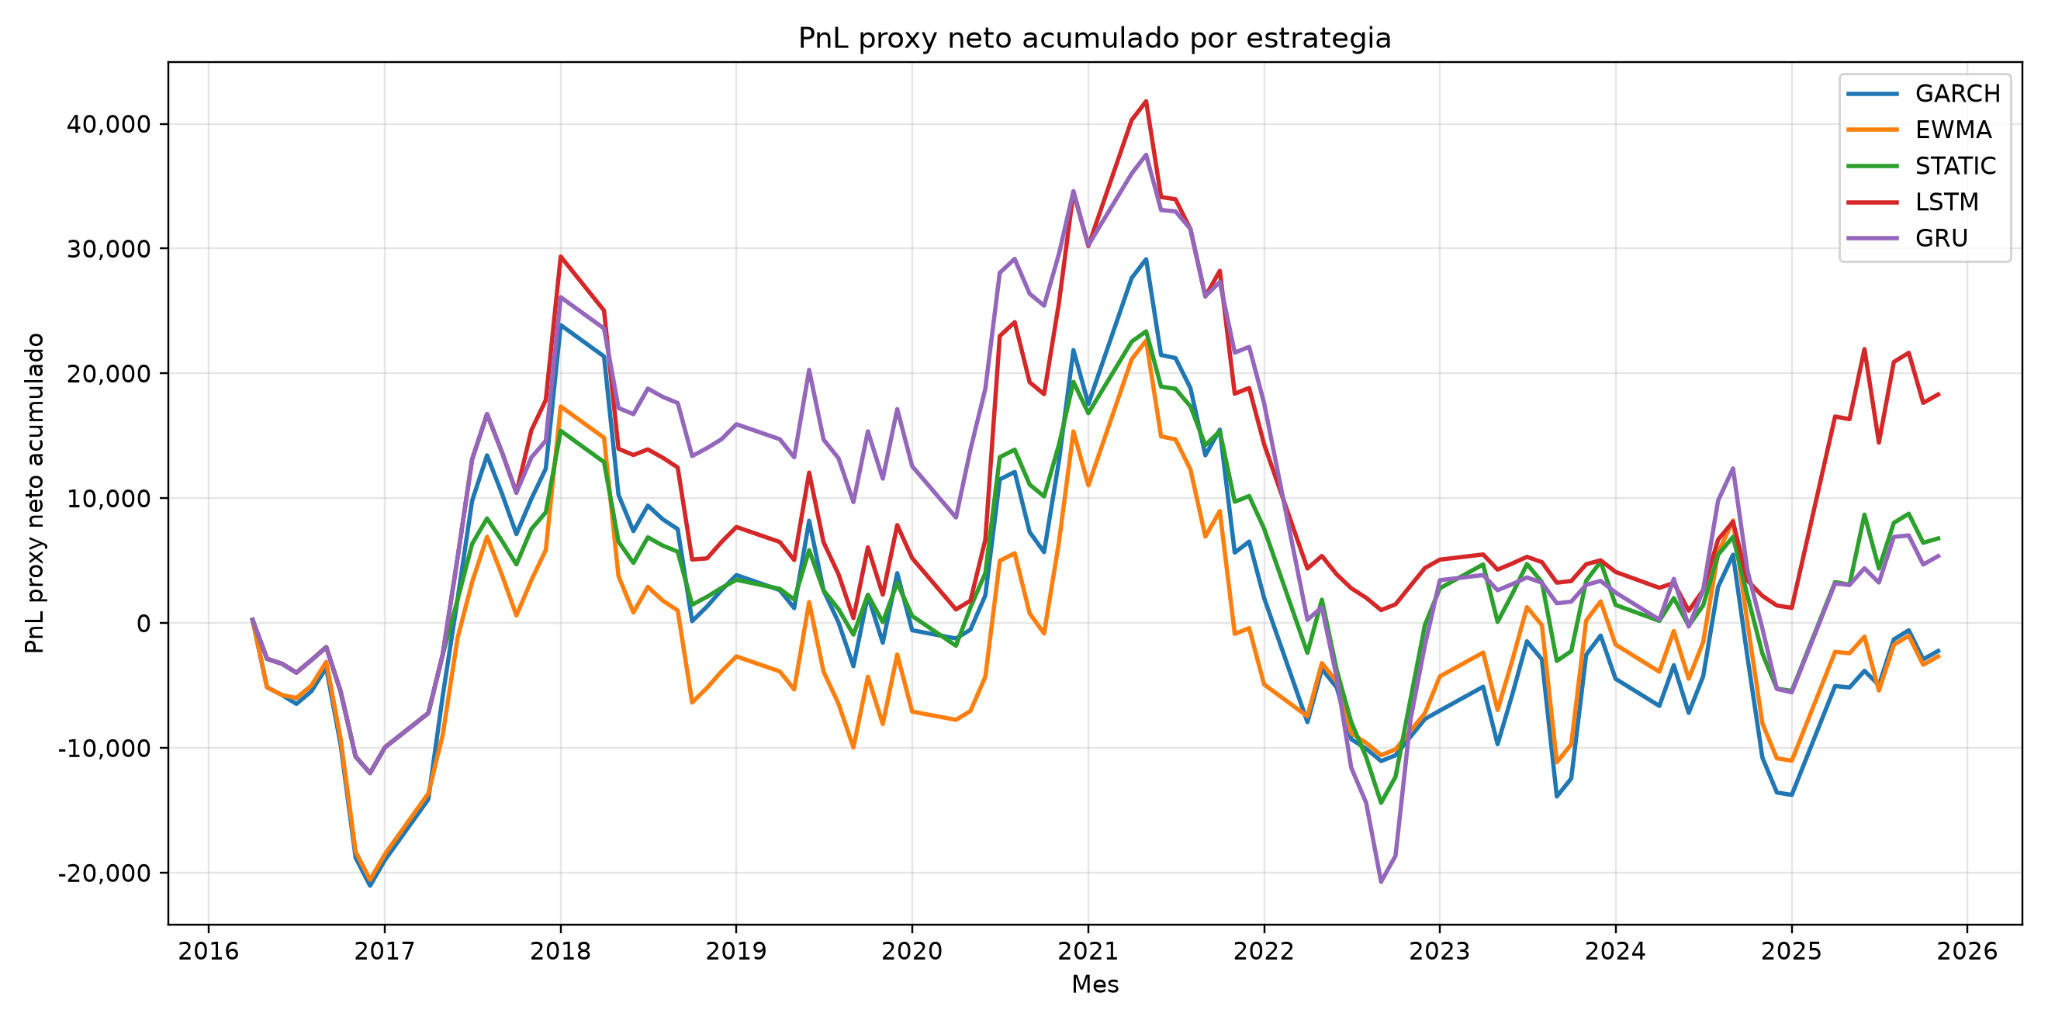 PnL proxy neto acumulado por estrategia
GARCH
EWMA
STATIC
LSTM
GRU
PnL proxy neto acumulado
40,000
30,000
20,000
10,000
0
-10,000
-20,000
2016 2017 2018 2019 2020 2021 2022 2023 2024 2025 2026
Mes